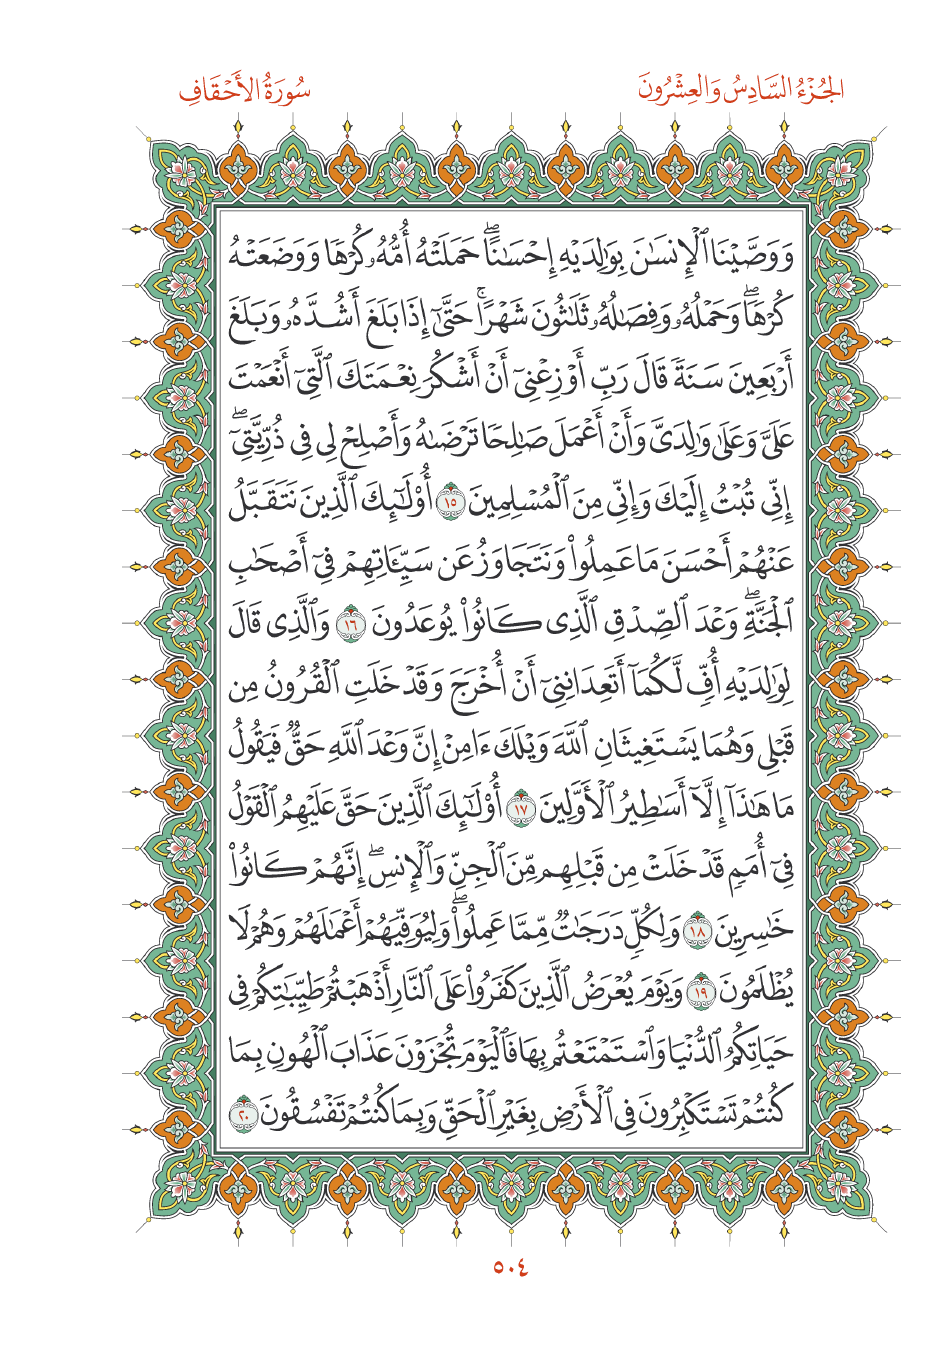 الجُزْءُ السَّادِسُ وَالعِشْرُونَ
سُورَةُ الأَحْقَافِ
وَوَصَّيْنَا ٱلْإِنسَٰنَ بِوَٰلِدَيْهِ إِحْسَٰنًاۖ حَمَلَتْهُ أُمُّهُۥ كُرْهًا وَوَضَعَتْهُ
كُرْهًاۖ وَحَمْلُهُۥ وَفِصَٰلُهُۥ ثَلَٰثُونَ شَهْرًاۚ حَتَّىٰٓ إِذَا بَلَغَ أَشُدَّهُۥ وَبَلَغَ
أَرْبَعِينَ سَنَةً قَالَ رَبِّ أَوْزِعْنِىٓ أَنْ أَشْكُرَ نِعْمَتَكَ ٱلَّتِىٓ أَنْعَمْتَ
عَلَىَّ وَعَلَىٰ وَٰلِدَىَّ وَأَنْ أَعْمَلَ صَٰلِحًا تَرْضَىٰهُ وَأَصْلِحْ لِى فِى ذُرِّيَّتِىٓۖ
إِنِّى تُبْتُ إِلَيْكَ وَإِنِّى مِنَ ٱلْمُسْلِمِينَ ١٥ أُو۟لَٰٓئِكَ ٱلَّذِينَ نَتَقَبَّلُ
عَنْهُمْ أَحْسَنَ مَا عَمِلُوا۟ وَنَتَجَاوَزُ عَن سَيِّـَٔاتِهِمْ فِىٓ أَصْحَٰبِ
ٱلْجَنَّةِۖ وَعْدَ ٱلصِّدْقِ ٱلَّذِى كَانُوا۟ يُوعَدُونَ ١٦ وَٱلَّذِى قَالَ
لِوَٰلِدَيْهِ أُفٍّ لَّكُمَآ أَتَعِدَانِنِىٓ أَنْ أُخْرَجَ وَقَدْ خَلَتِ ٱلْقُرُونُ مِن
قَبْلِى وَهُمَا يَسْتَغِيثَانِ ٱللَّهَ وَيْلَكَ ءَامِنْ إِنَّ وَعْدَ ٱللَّهِ حَقٌّ فَيَقُولُ
مَا هَٰذَآ إِلَّآ أَسَٰطِيرُ ٱلْأَوَّلِينَ ١٧ أُو۟لَٰٓئِكَ ٱلَّذِينَ حَقَّ عَلَيْهِمُ ٱلْقَوْلُ
فِىٓ أُمَمٍ قَدْ خَلَتْ مِن قَبْلِهِم مِّنَ ٱلْجِنِّ وَٱلْإِنسِۖ إِنَّهُمْ كَانُوا۟
خَٰسِرِينَ ١٨ وَلِكُلٍّ دَرَجَٰتٌ مِّمَّا عَمِلُوا۟ۖ وَلِيُوَفِّيَهُمْ أَعْمَٰلَهُمْ وَهُمْ لَا
يُظْلَمُونَ ١٩ وَيَوْمَ يُعْرَضُ ٱلَّذِينَ كَفَرُوا۟ عَلَى ٱلنَّارِ أَذْهَبْتُمْ طَيِّبَٰتِكُمْ فِى
حَيَاتِكُمُ ٱلدُّنْيَا وَٱسْتَمْتَعْتُم بِهَا فَٱلْيَوْمَ تُجْزَوْنَ عَذَابَ ٱلْهُونِ بِمَا
كُنتُمْ تَسْتَكْبِرُونَ فِى ٱلْأَرْضِ بِغَيْرِ ٱلْحَقِّ وَبِمَا كُنتُمْ تَفْسُقُونَ ٢٠
٥٠٤